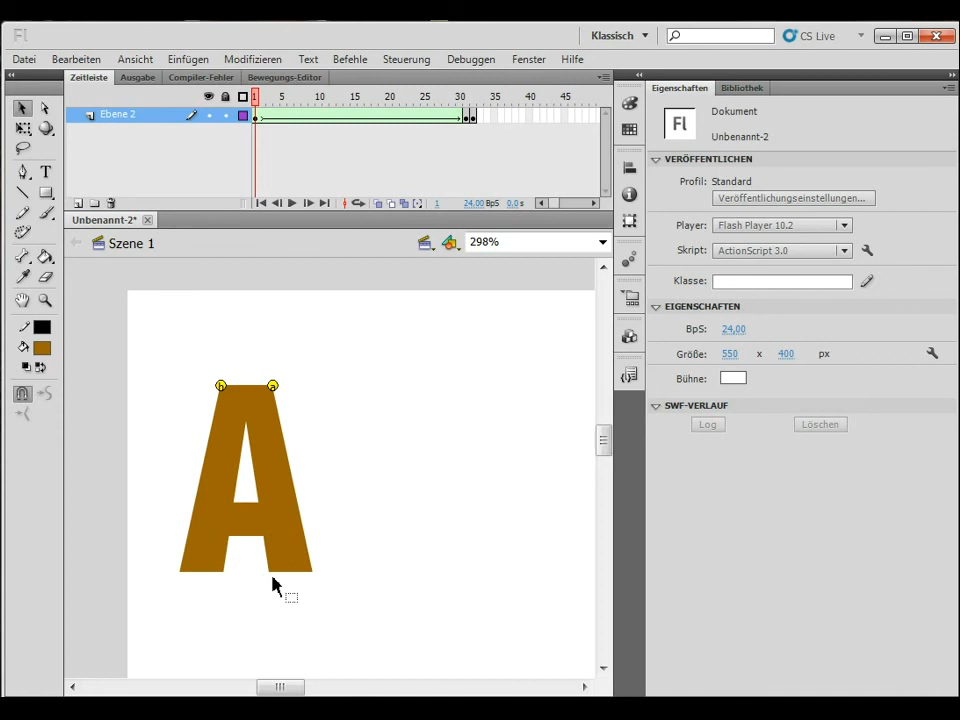 Fl
Klassisch
CS Live
Datei Bearbeiten Ansicht Einfügen Modifizieren Text Befehle Steuerung Debuggen Fenster Hilfe
Zeitleiste Ausgabe Compiler-Fehler Bewegungs-Editor
1 5 10 15 20 25 30 35 40 45
Ebene 2
1 24.00 BpS 0.0 s
Unbenannt-2*
Szene 1
298%
b a
A
Eigenschaften Bibliothek
Fl
Dokument
Unbenannt-2
VERÖFFENTLICHEN
Profil: Standard
Veröffentlichungseinstellungen...
Player: Flash Player 10.2
Skript: ActionScript 3.0
Klasse:
EIGENSCHAFTEN
BpS: 24,00
Größe: 550 x 400 px
Bühne:
SWF-VERLAUF
Log Löschen